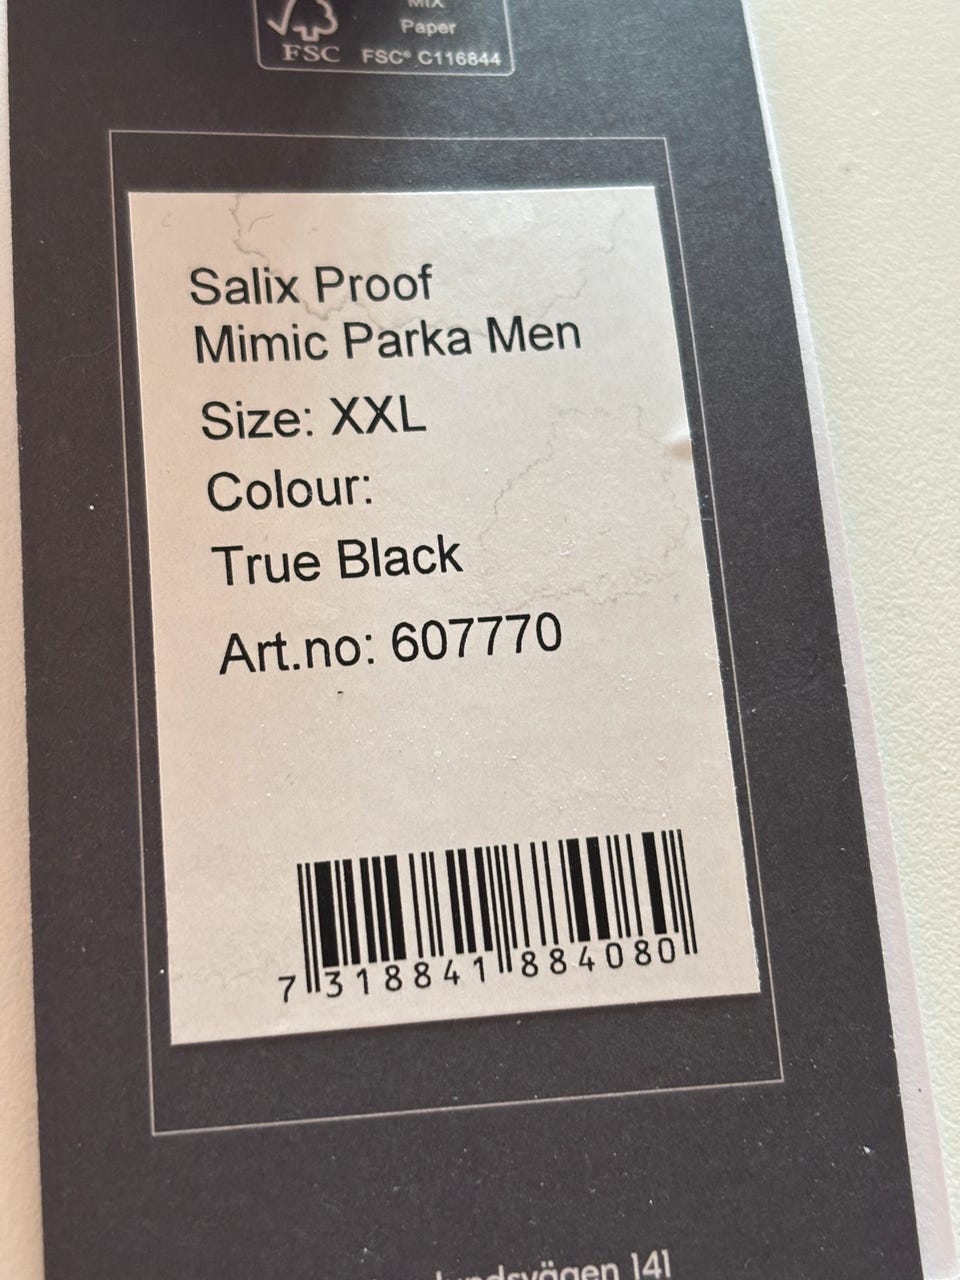 MIX
Paper
FSC FSC® C116844
Salix Proof
Mimic Parka Men
Size: XXL
Colour:
True Black
Art.no: 607770
7 318841 884080
141